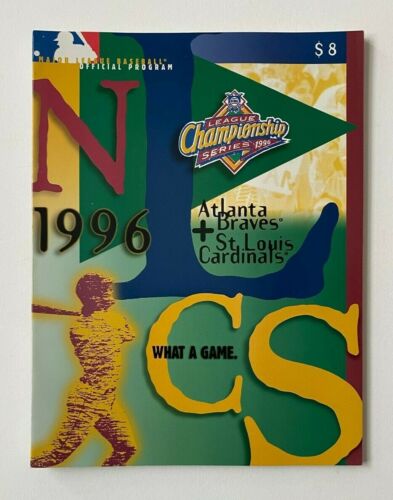 MAJOR LEAGUE BASEBALL®
OFFICIAL PROGRAM
$8
LEAGUE
Championship
SERIES 1996
N L
1996
Atlanta
Braves®
+ St. Louis
Cardinals®
WHAT A GAME.
CS